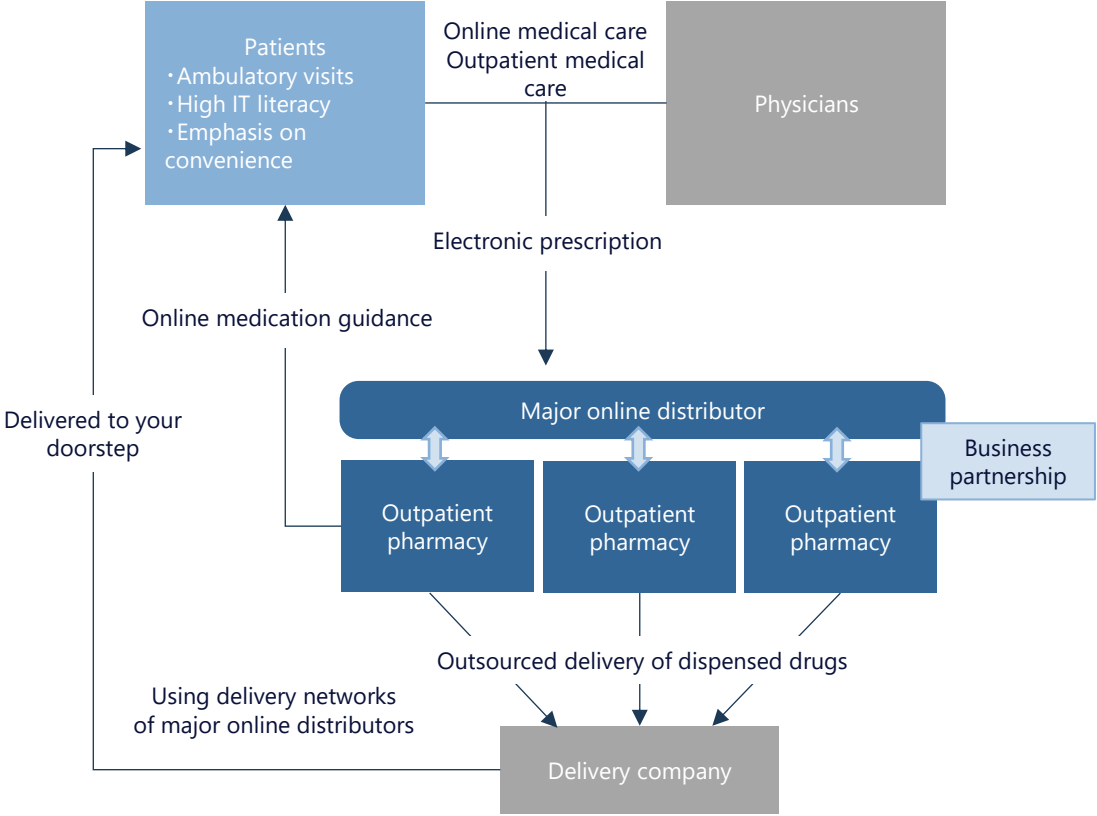 Patients
・Ambulatory visits
・High IT literacy
・Emphasis on
convenience
Online medical care
Outpatient medical
care
Physicians
Electronic prescription
Online medication guidance
Delivered to your
doorstep
Major online distributor
Business
partnership
Outpatient
pharmacy
Outpatient
pharmacy
Outpatient
pharmacy
Outsourced delivery of dispensed drugs
Using delivery networks
of major online distributors
Delivery company